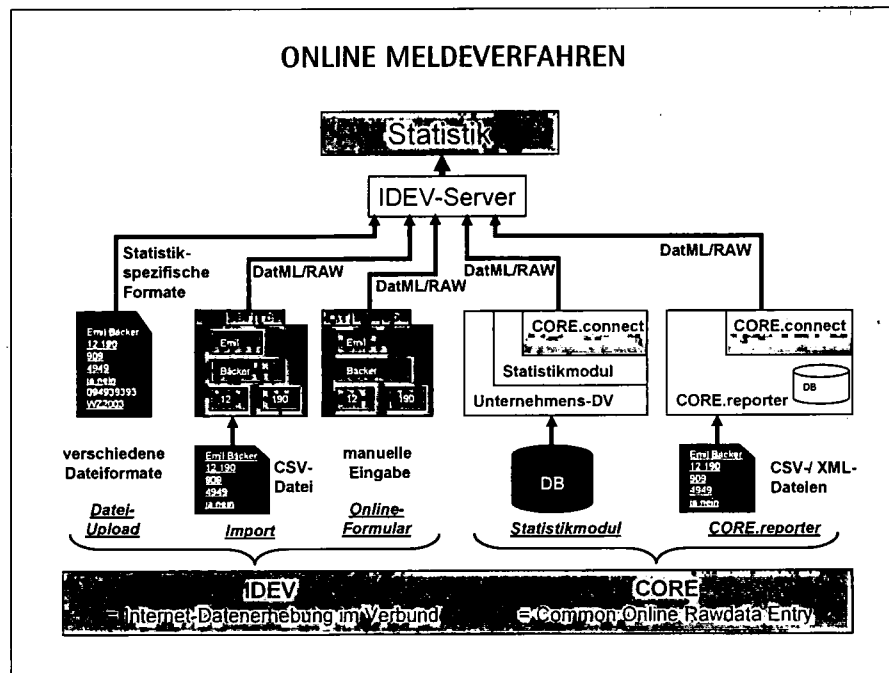 ONLINE MELDEVERFAHREN
Statistik
IDEV-Server
Statistik-
spezifische
Formate
DatML/RAW
DatML/RAW
DatML/RAW
DatML/RAW
Emil Bäcker
12 190
909
4949
ja nein
094939393
WZ2003
Emil
Bäcker
12
190
Emil
Bäcker
12
190
CORE.connect
Statistikmodul
Unternehmens-DV
CORE.connect
DB
CORE.reporter
verschiedene
Dateiformate
Emil Bäcker
12 190
909
4949
ja nein
CSV-
Datei
manuelle
Eingabe
DB
Emil Bäcker
12 190
909
4949
ja nein
CSV-/ XML-
Dateien
Datei-
Upload
Import
Online-
Formular
Statistikmodul
CORE.reporter
IDEV
= Internet-Datenerhebung im Verbund
CORE
= Common Online Rawdata Entry